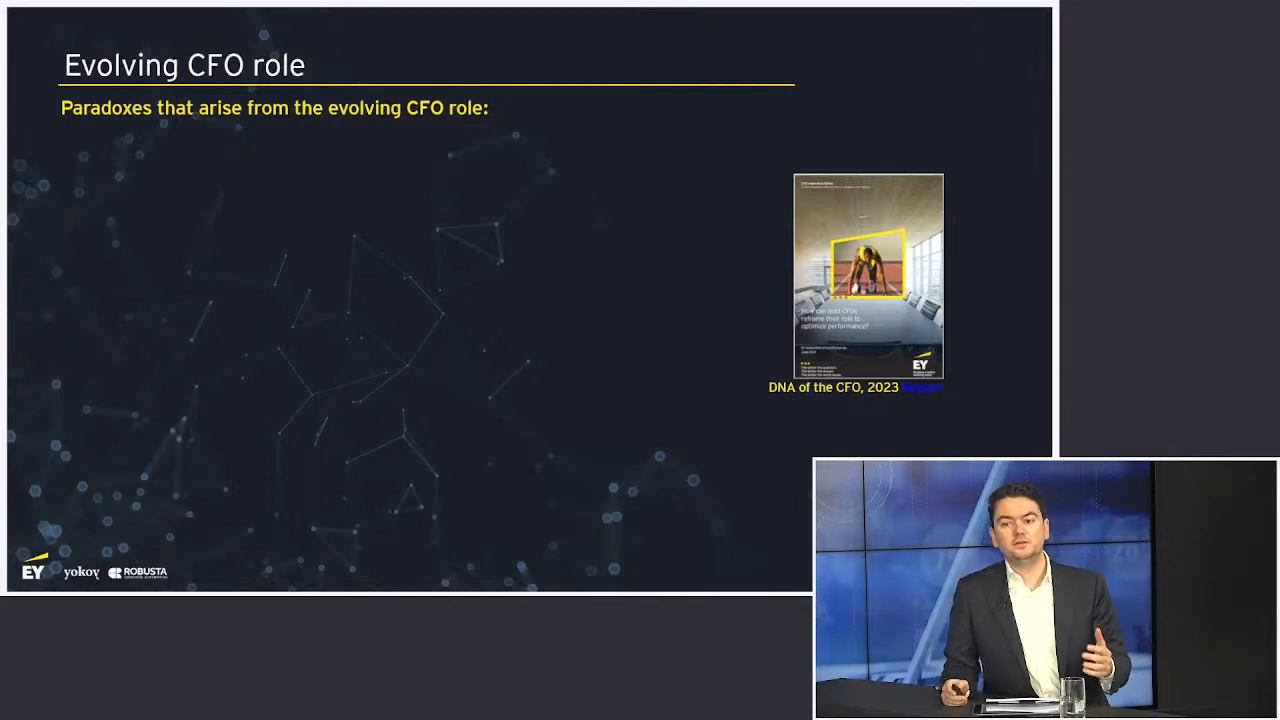 Evolving CFO role
Paradoxes that arise from the evolving CFO role:
How can bold CFOs
reframe their role to
optimize performance?
EY
DNA of the CFO, 2023 Report
EY
yokoy
ROBUSTA